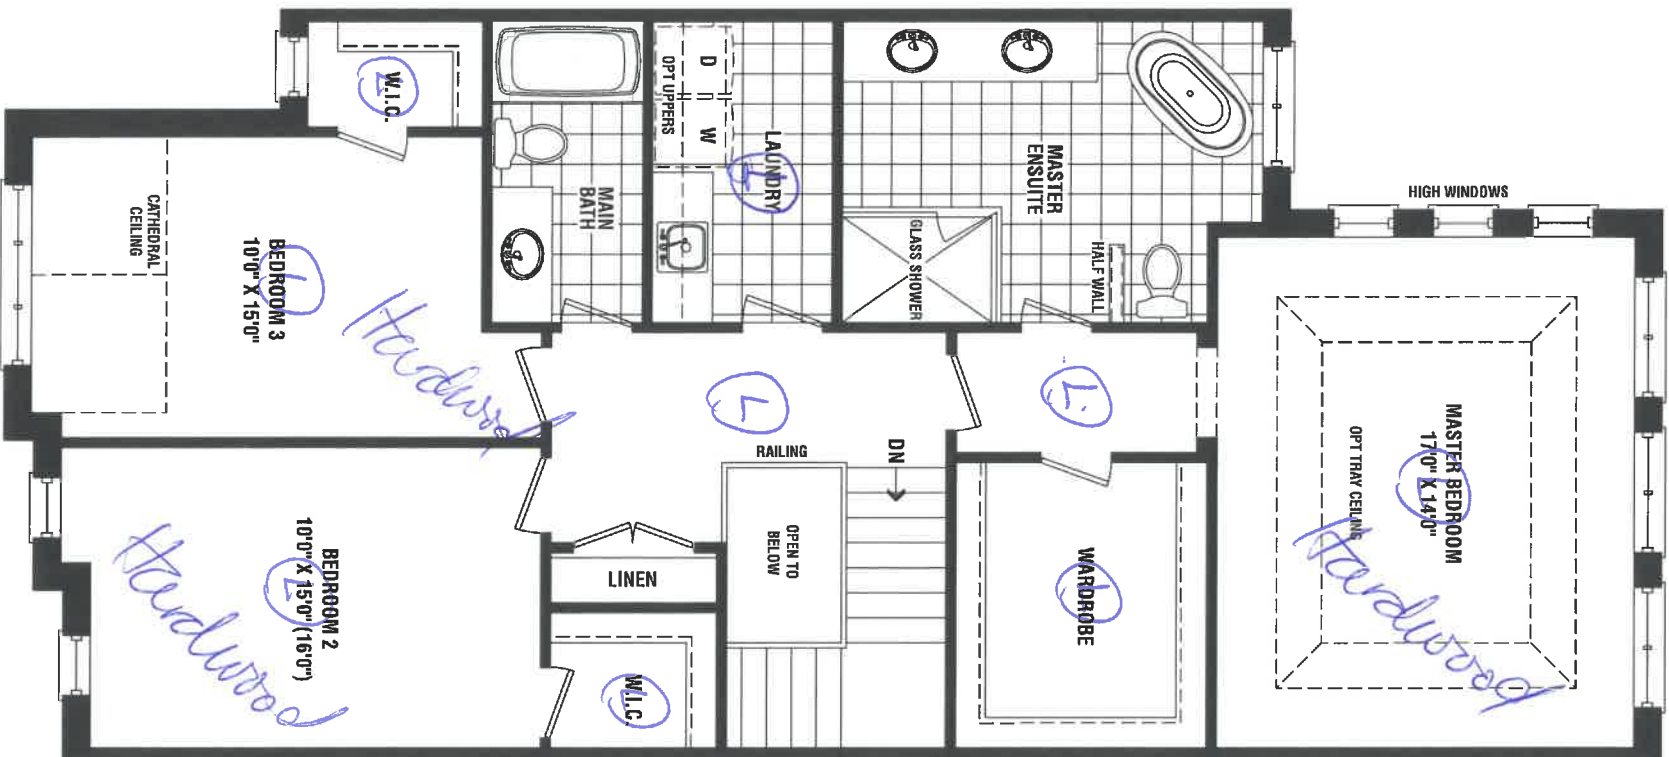 W.I.C.
L
CATHEDRAL
CEILING
BEDROOM 3
10'0" X 15'0"
L
Hardwood
MAIN
BATH
D
W
OPT UPPERS
LAUNDRY
L
MASTER
ENSUITE
GLASS SHOWER
HALF WALL
HIGH WINDOWS
MASTER BEDROOM
17'0" X 14'0"
L
OPT TRAY CEILING
Hardwood
L
L
RAILING
DN
OPEN TO
BELOW
WARDROBE
L
LINEN
W.I.C.
L
BEDROOM 2
10'0" X 15'0" (16'0")
L
Hardwood